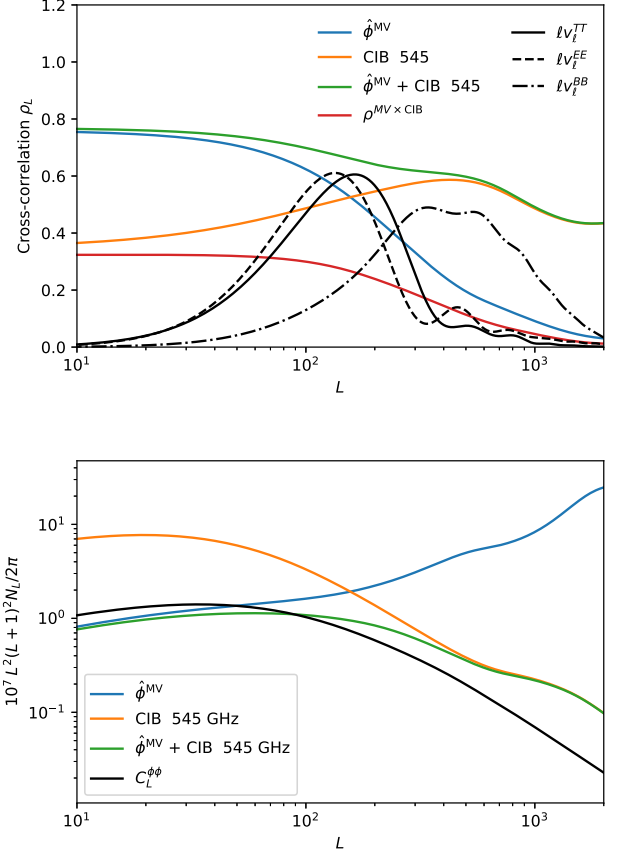 1.2
1.0
0.8
0.6
0.4
0.2
0.0
Cross-correlation ρ_L
ϕ̂^MV
CIB 545
ϕ̂^MV + CIB 545
ρ^{MV × CIB}
ℓv_ℓ^{TT}
ℓv_ℓ^{EE}
ℓv_ℓ^{BB}
10^1
10^2
10^3
L
10^1
10^0
10^{-1}
10^7 L^2(L + 1)^2 N_L/2π
ϕ̂^MV
CIB 545 GHz
ϕ̂^MV + CIB 545 GHz
C_L^{ϕϕ}
10^1
10^2
10^3
L